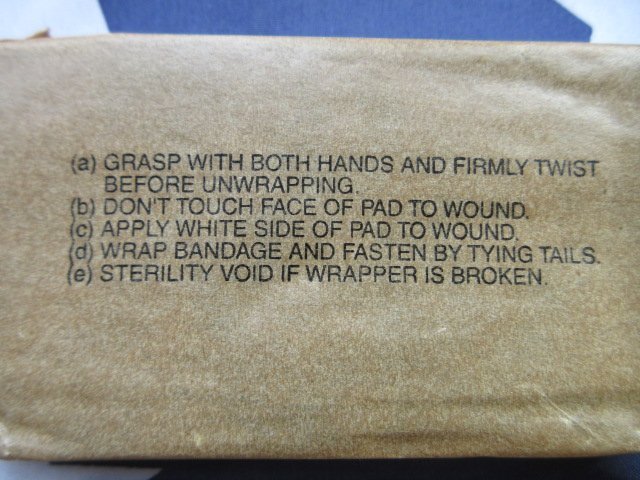 (a) GRASP WITH BOTH HANDS AND FIRMLY TWIST
BEFORE UNWRAPPING.
(b) DON'T TOUCH FACE OF PAD TO WOUND.
(c) APPLY WHITE SIDE OF PAD TO WOUND.
(d) WRAP BANDAGE AND FASTEN BY TYING TAILS.
(e) STERILITY VOID IF WRAPPER IS BROKEN.